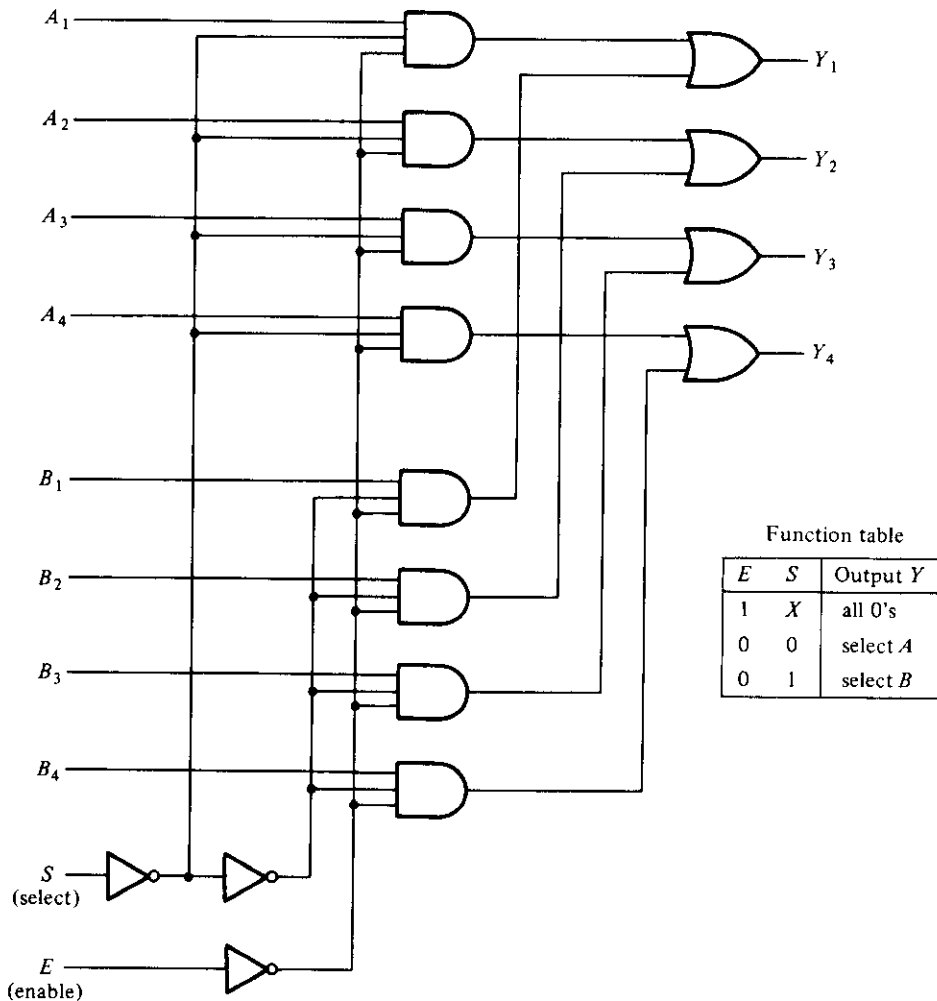 A1
Y1
A2
Y2
A3
Y3
A4
Y4
B1
B2
B3
B4
S
(select)
E
(enable)
Function table
E S Output Y
1 X all 0's
0 0 select A
0 1 select B